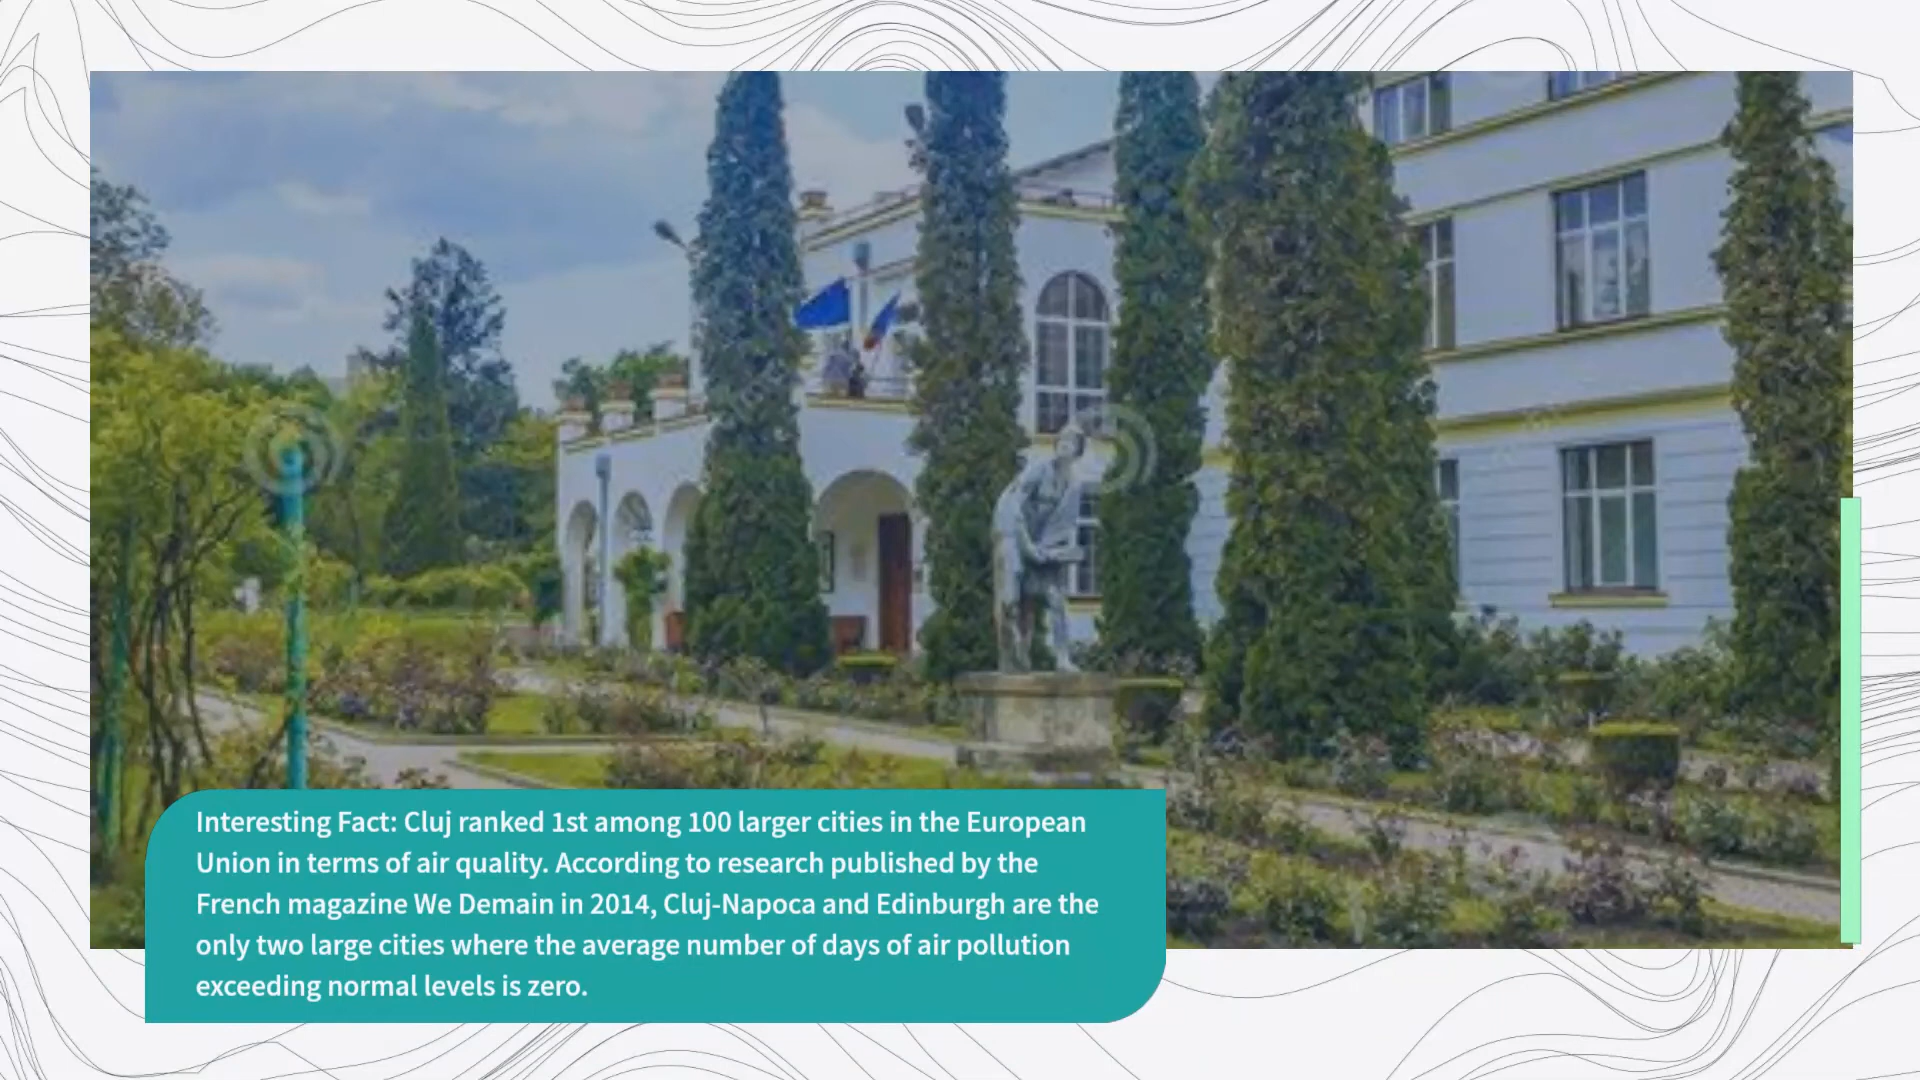 Interesting Fact: Cluj ranked 1st among 100 larger cities in the European
Union in terms of air quality. According to research published by the
French magazine We Demain in 2014, Cluj-Napoca and Edinburgh are the
only two large cities where the average number of days of air pollution
exceeding normal levels is zero.